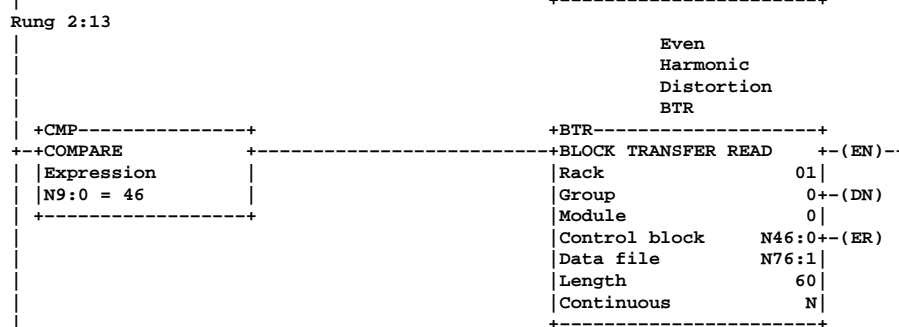 Rung 2:13
Even
Harmonic
Distortion
BTR
+CMP---------------+ +BTR--------------------+
+-+COMPARE +--------------------------+BLOCK TRANSFER READ +-(EN)-
|Expression | |Rack 01|
|N9:0 = 46 | |Group 0+-(DN)
+------------------+ |Module 0|
|Control block N46:0+-(ER)
|Data file N76:1|
|Length 60|
|Continuous N|
+-----------------------+